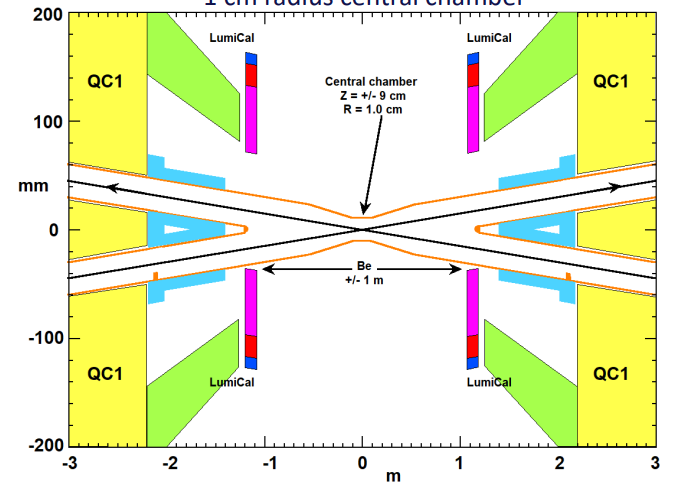 1 cm radius central chamber
200
LumiCal
LumiCal
QC1
QC1
Central chamber
Z = +/- 9 cm
R = 1.0 cm
100
mm
0
Be
+/- 1 m
-100
QC1
QC1
LumiCal
LumiCal
-200
-3
-2
-1
0
1
2
3
m